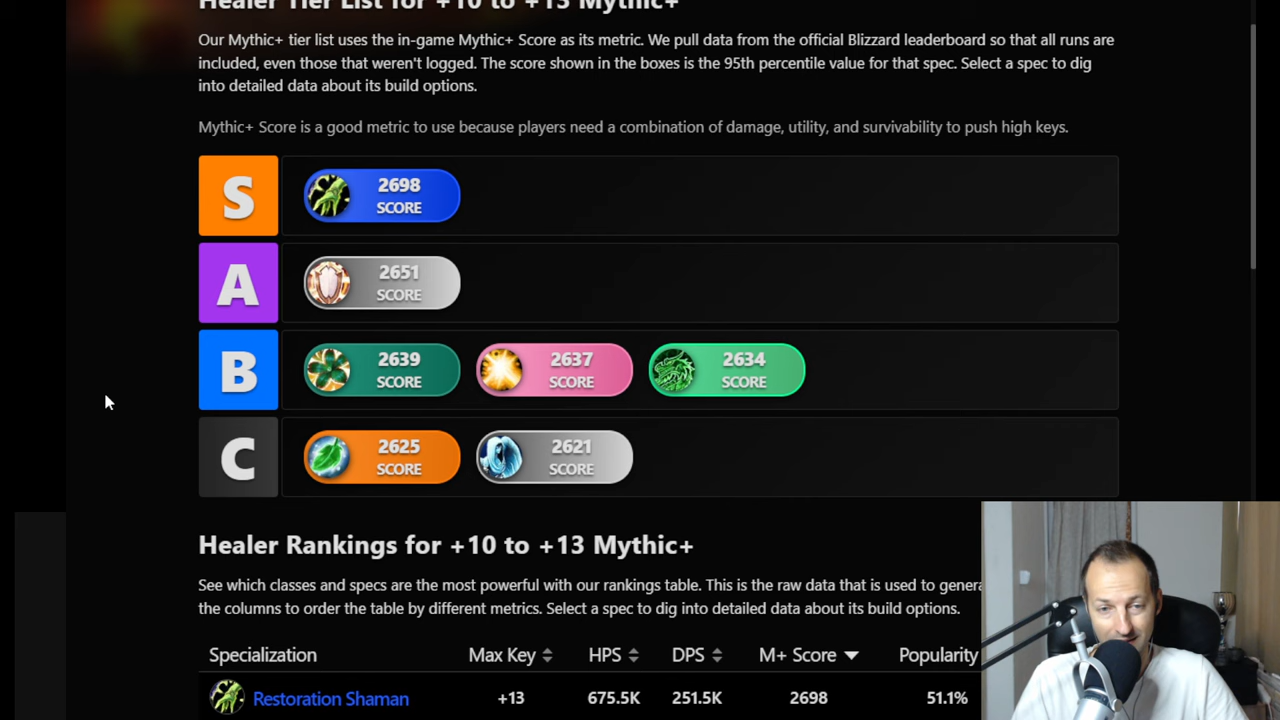 Healer Tier List for +10 to +13 Mythic+
Our Mythic+ tier list uses the in-game Mythic+ Score as its metric. We pull data from the official Blizzard leaderboard so that all runs are
included, even those that weren't logged. The score shown in the boxes is the 95th percentile value for that spec. Select a spec to dig
into detailed data about its build options.
Mythic+ Score is a good metric to use because players need a combination of damage, utility, and survivability to push high keys.
S
2698
SCORE
A
2651
SCORE
B
2639
SCORE
2637
SCORE
2634
SCORE
C
2625
SCORE
2621
SCORE
Healer Rankings for +10 to +13 Mythic+
See which classes and specs are the most powerful with our rankings table. This is the raw data that is used to
the columns to order the table by different metrics. Select a spec to dig into detailed data about its build options.
Specialization Max Key HPS DPS M+ Score Popularity
Restoration Shaman +13 675.5K 251.5K 2698 51.1%